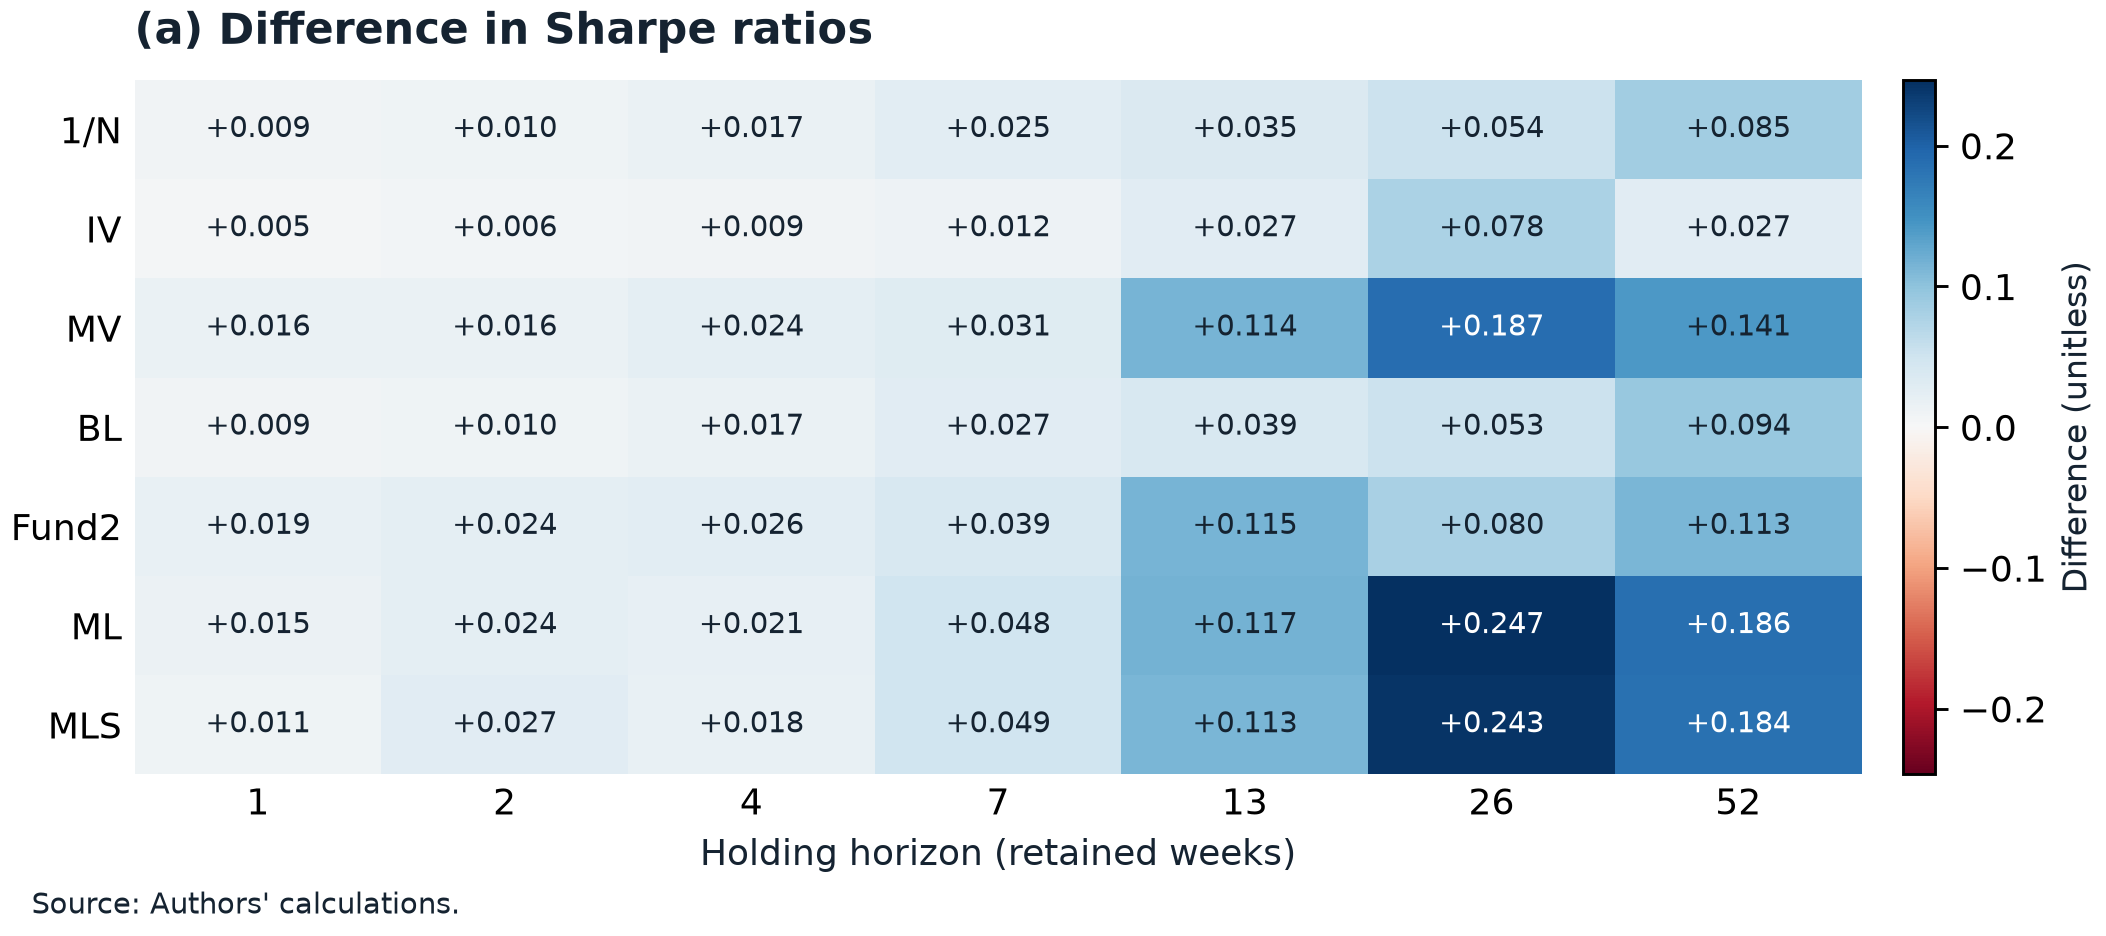 (a) Difference in Sharpe ratios
1/N +0.009 +0.010 +0.017 +0.025 +0.035 +0.054 +0.085
IV +0.005 +0.006 +0.009 +0.012 +0.027 +0.078 +0.027
MV +0.016 +0.016 +0.024 +0.031 +0.114 +0.187 +0.141
BL +0.009 +0.010 +0.017 +0.027 +0.039 +0.053 +0.094
Fund2 +0.019 +0.024 +0.026 +0.039 +0.115 +0.080 +0.113
ML +0.015 +0.024 +0.021 +0.048 +0.117 +0.247 +0.186
MLS +0.011 +0.027 +0.018 +0.049 +0.113 +0.243 +0.184
1 2 4 7 13 26 52
Holding horizon (retained weeks)
0.2
0.1
0.0
−0.1
−0.2
Difference (unitless)
Source: Authors' calculations.